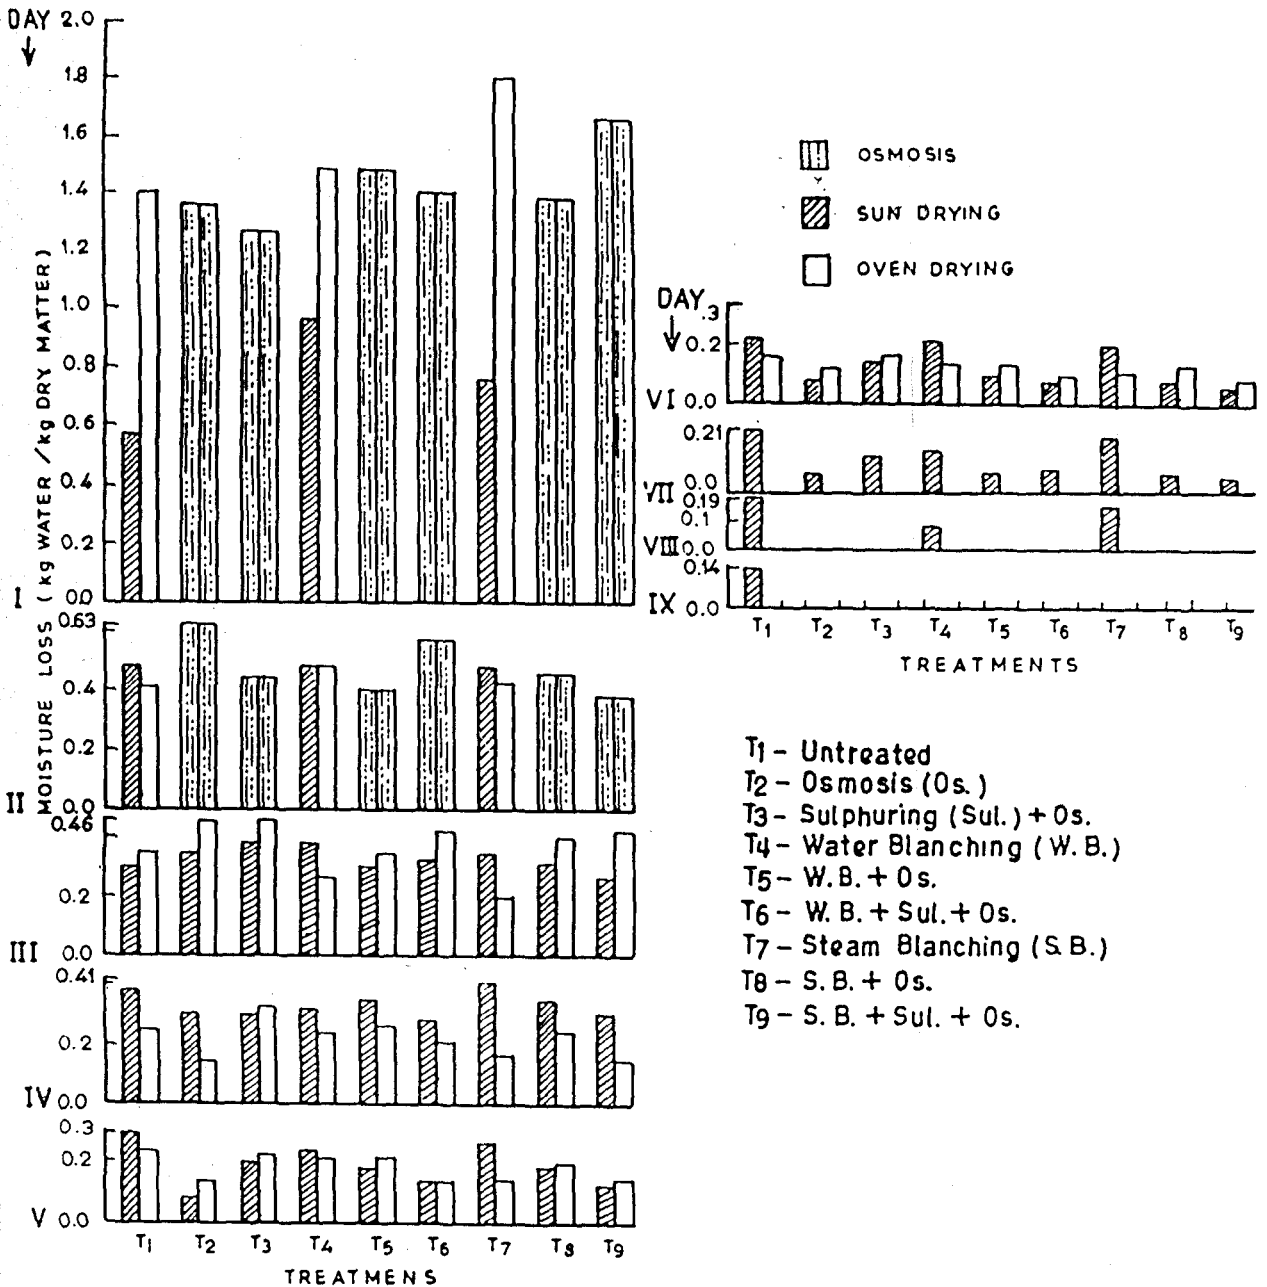 DAY
2.0
1.8
1.6
1.4
1.2
1.0
0.8
0.6
0.4
0.2
0.0
I
MOISTURE LOSS (kg WATER /kg DRY MATTER)
0.63
0.4
0.2
0.0
II
0.46
0.2
0.0
III
0.41
0.2
0.0
IV
0.3
0.2
0.0
V
T1 T2 T3 T4 T5 T6 T7 T8 T9
TREATMENS
OSMOSIS
SUN DRYING
OVEN DRYING
DAY
.3
0.2
0.0
VI
0.21
0.0
VII
0.19
0.1
0.0
VIII
0.14
0.0
IX
T1 T2 T3 T4 T5 T6 T7 T8 T9
TREATMENTS
T1 - Untreated
T2 - Osmosis (Os.)
T3 - Sulphuring (Sul.) + Os.
T4 - Water Blanching (W.B.)
T5 - W.B. + Os.
T6 - W.B. + Sul. + Os.
T7 - Steam Blanching (S.B.)
T8 - S.B. + Os.
T9 - S.B. + Sul. + Os.